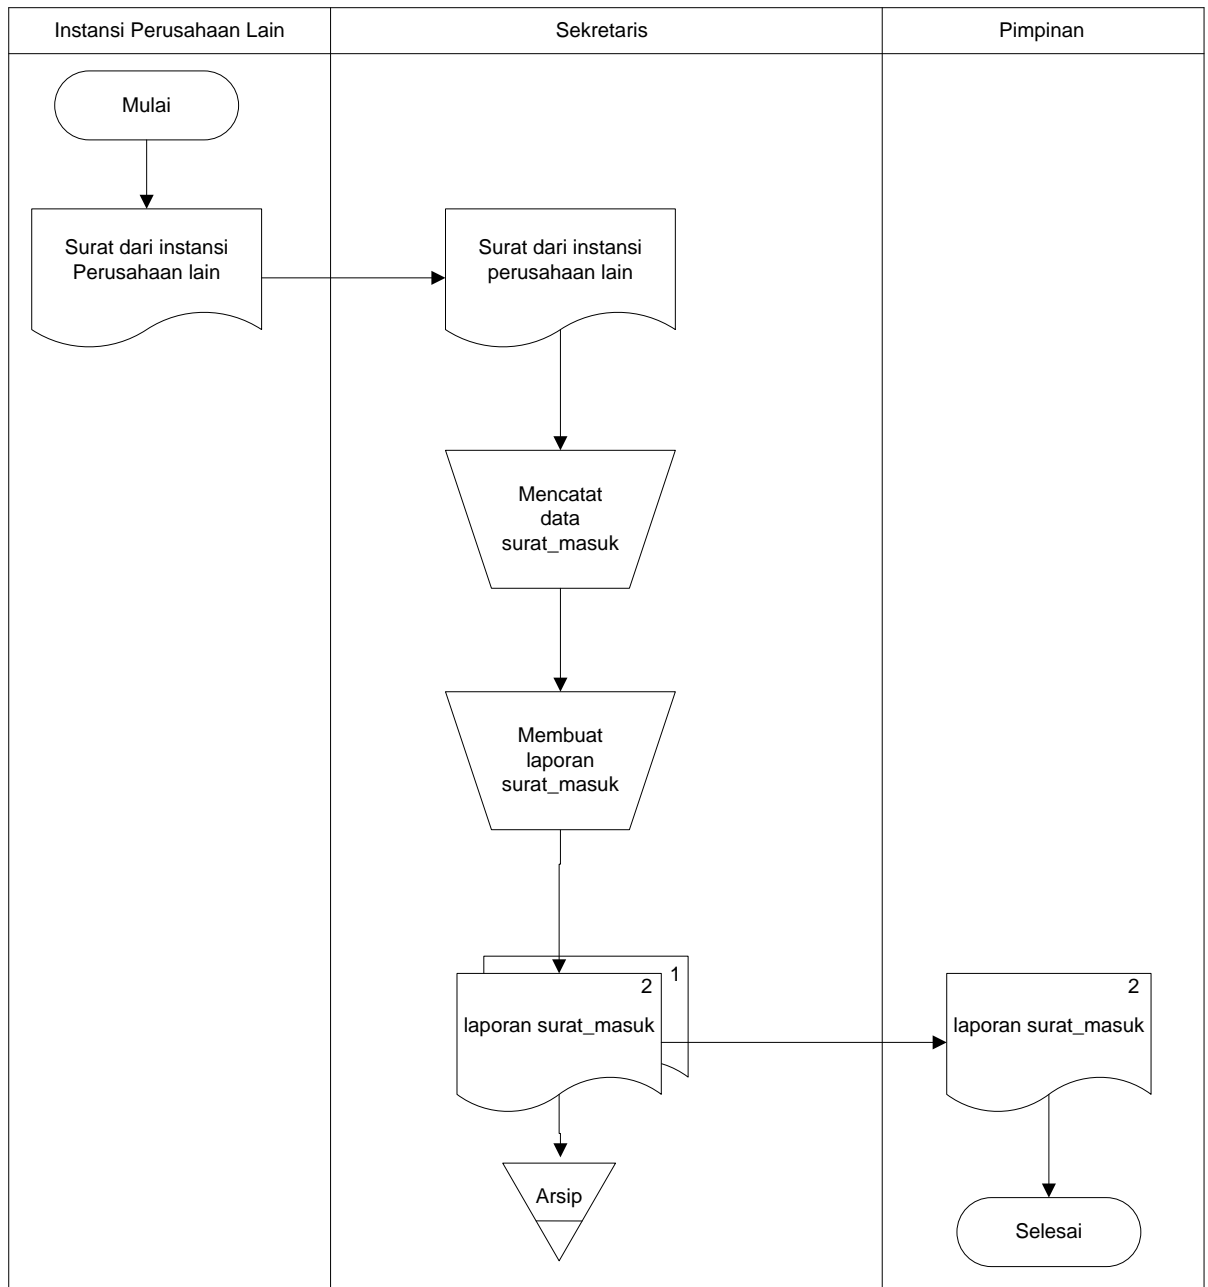 Instansi Perusahaan Lain
Sekretaris
Pimpinan
Mulai
Surat dari instansi
Perusahaan lain
Surat dari instansi
perusahaan lain
Mencatat
data
surat_masuk
Membuat
laporan
surat_masuk
1
2
laporan surat_masuk
2
laporan surat_masuk
Arsip
Selesai